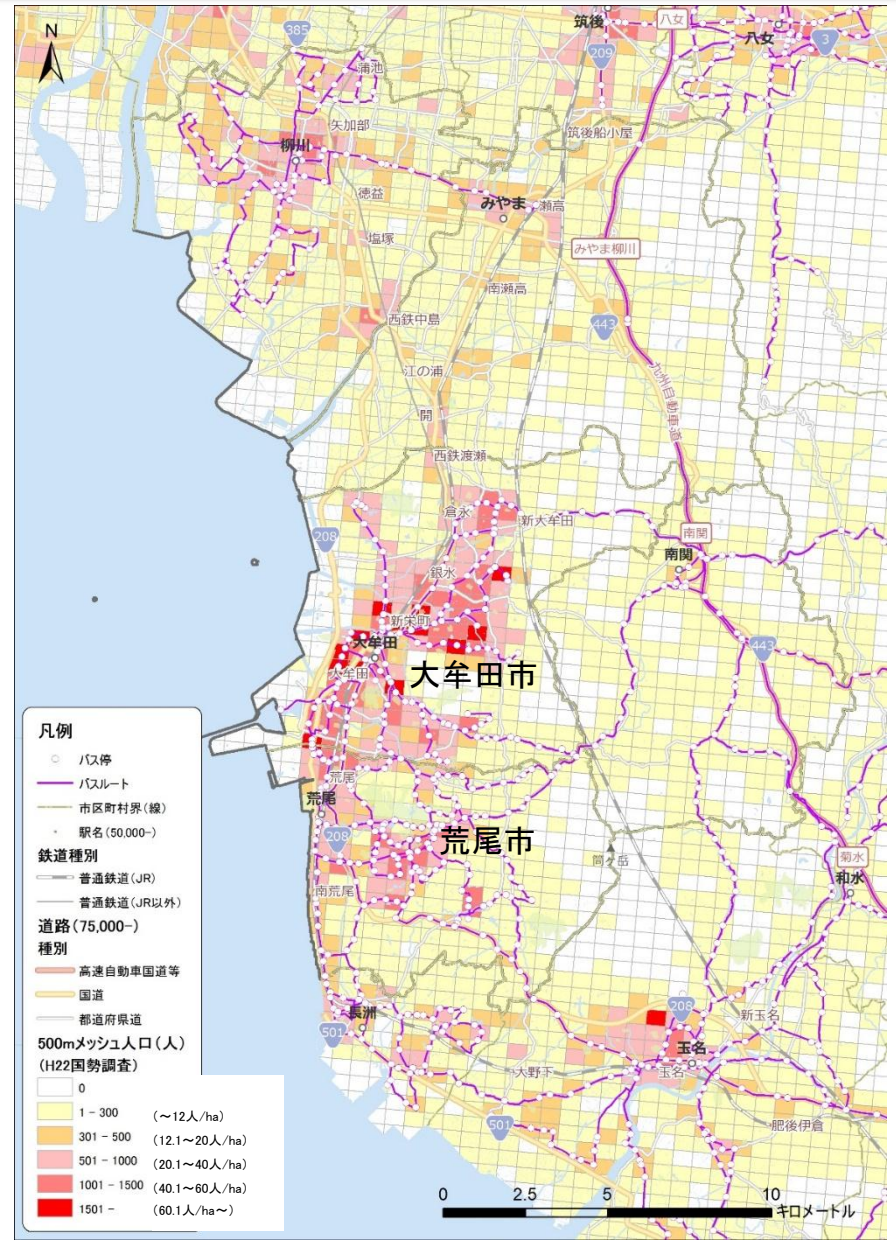 N
385
筑後
八女
八女
3
209
蒲池
矢加部
筑後船小屋
柳川
徳益
みやま
瀬高
塩塚
みやま柳川
南瀬高
西鉄中島
443
江の浦
九州自動車道
開
西鉄渡瀬
倉永
新大牟田
208
南関
南関
銀水
新栄町
大牟田
443
大牟田
大牟田市
荒尾
荒尾
208
荒尾市
筒ヶ岳
菊水
和水
南荒尾
長洲
501
208
新玉名
玉名
大野下
玉名
501
肥後伊倉
凡例
バス停
バスルート
市区町村界(線)
駅名(50,000-)
鉄道種別
普通鉄道(JR)
普通鉄道(JR以外)
道路(75,000-)
種別
高速自動車国道等
国道
都道府県道
500mメッシュ人口(人)
(H22国勢調査)
0
1 - 300 (~12人/ha)
301 - 500 (12.1~20人/ha)
501 - 1000 (20.1~40人/ha)
1001 - 1500 (40.1~60人/ha)
1501 - (60.1人/ha~)
0 2.5 5 10
キロメートル